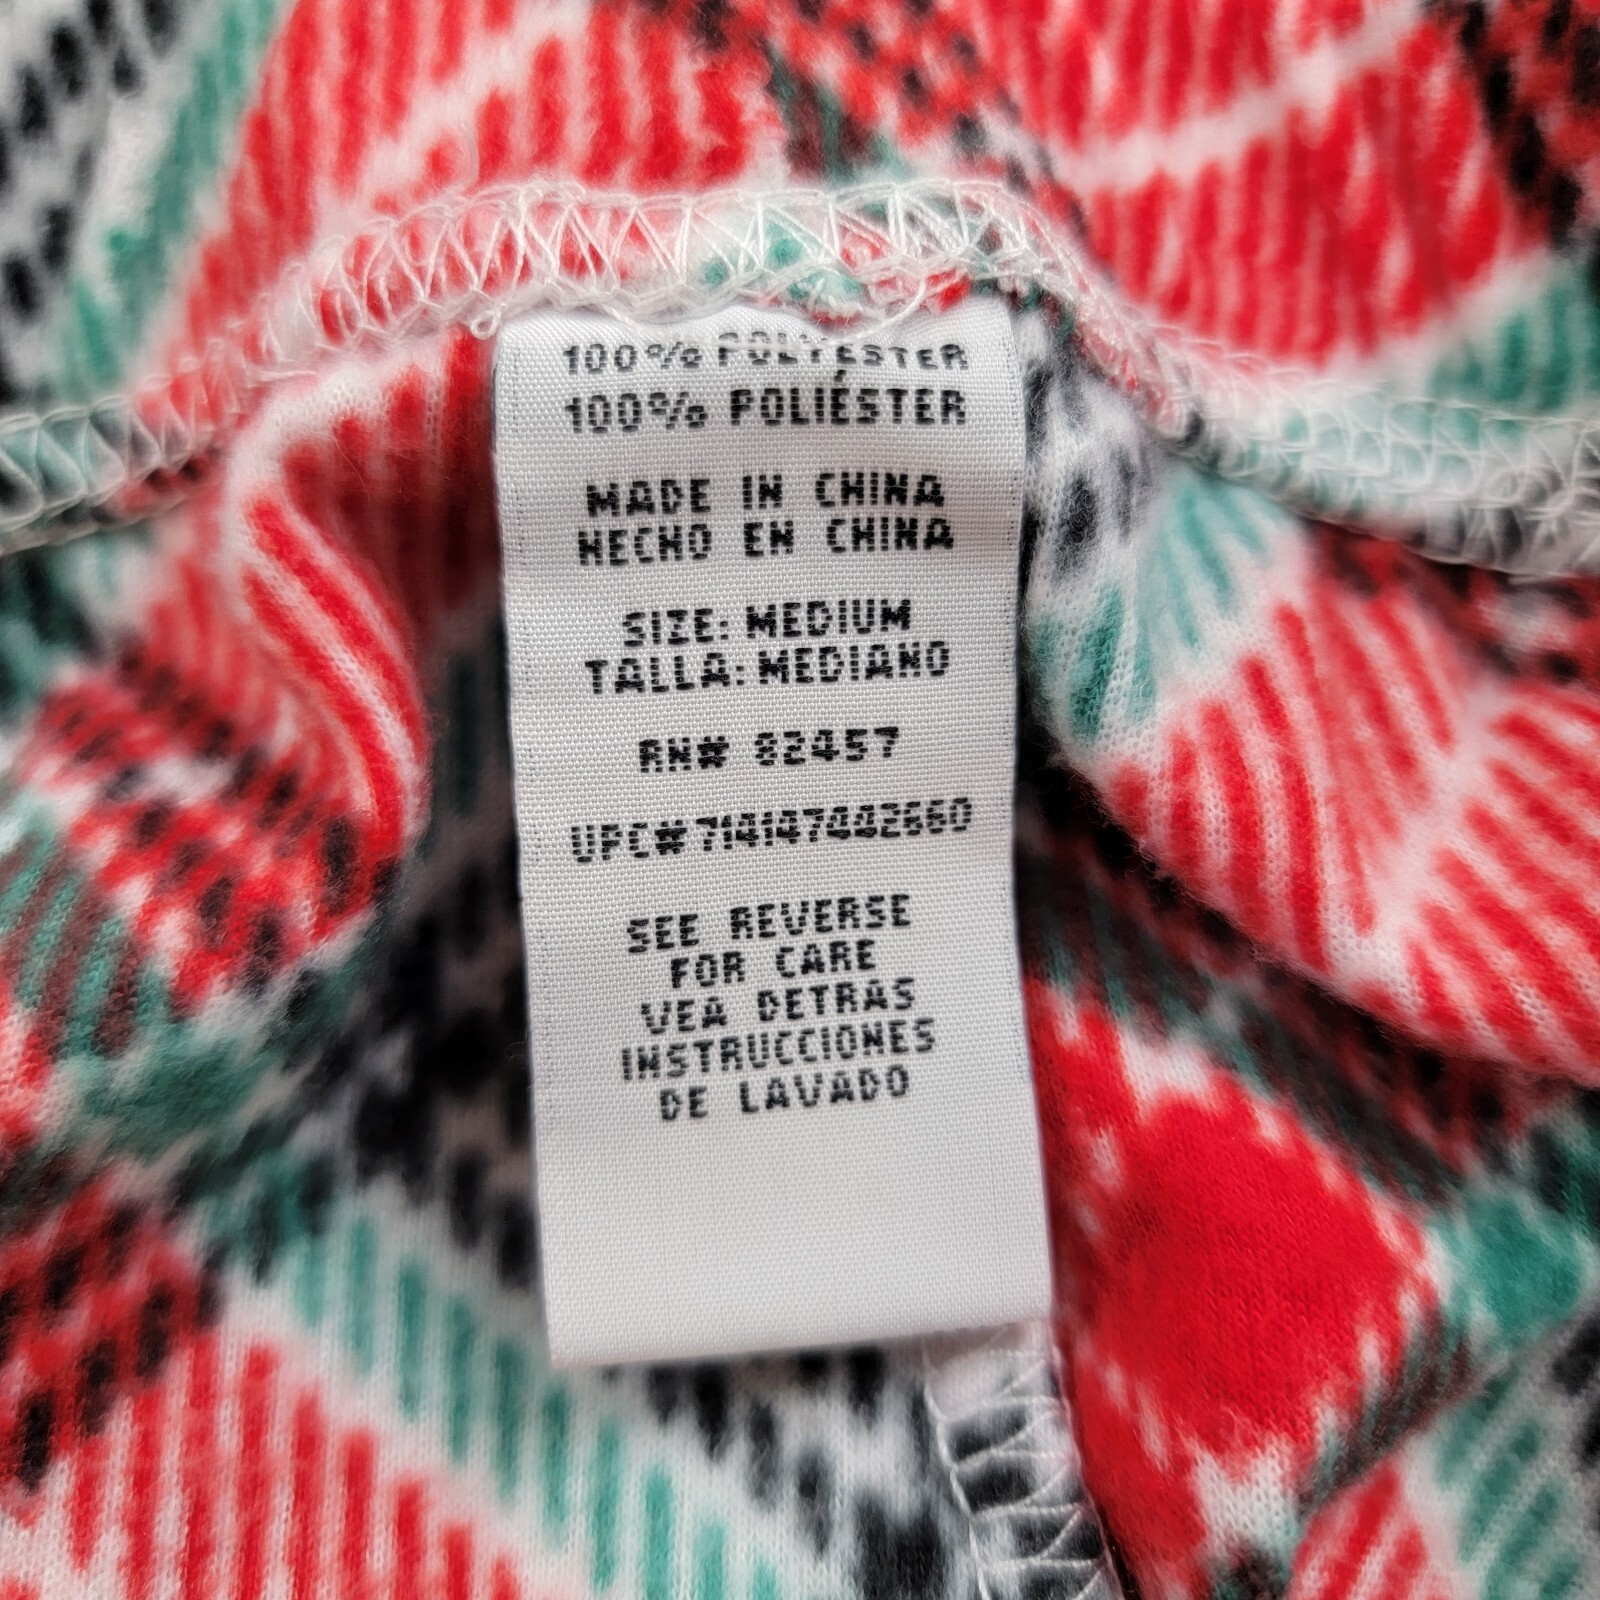 100% POLYESTER
100% POLIÉSTER
MADE IN CHINA
HECHO EN CHINA
SIZE: MEDIUM
TALLA: MEDIANO
RN# 82457
UPC# 714147442660
SEE REVERSE
FOR CARE
VEA DETRAS
INSTRUCCIONES
DE LAVADO